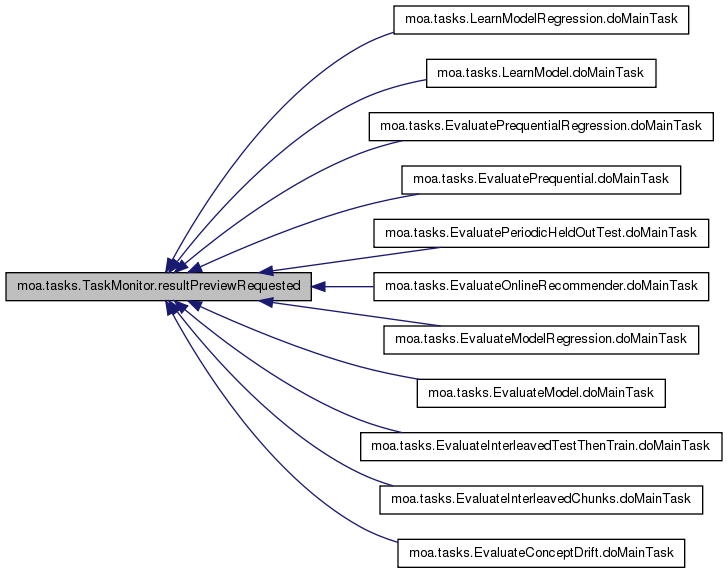 moa.tasks.LearnModelRegression.doMainTask
moa.tasks.LearnModel.doMainTask
moa.tasks.EvaluatePrequentialRegression.doMainTask
moa.tasks.EvaluatePrequential.doMainTask
moa.tasks.EvaluatePeriodicHeldOutTest.doMainTask
moa.tasks.TaskMonitor.resultPreviewRequested
moa.tasks.EvaluateOnlineRecommender.doMainTask
moa.tasks.EvaluateModelRegression.doMainTask
moa.tasks.EvaluateModel.doMainTask
moa.tasks.EvaluateInterleavedTestThenTrain.doMainTask
moa.tasks.EvaluateInterleavedChunks.doMainTask
moa.tasks.EvaluateConceptDrift.doMainTask